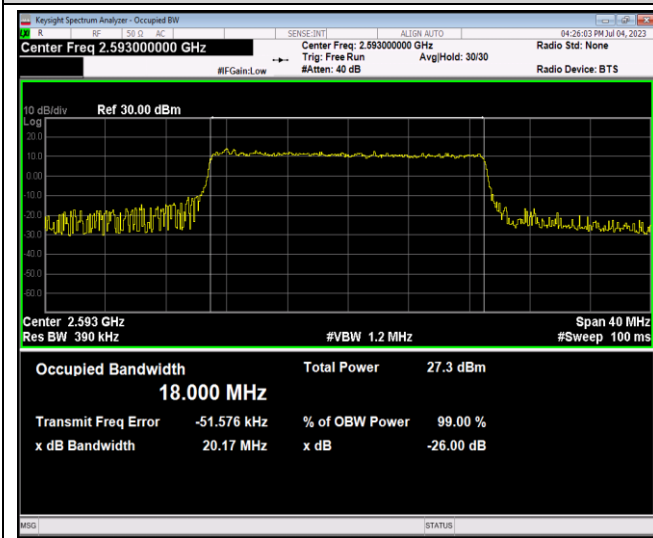 Keysight Spectrum Analyzer - Occupied BW
LXI R RF 50 Ω AC SENSE:INT ALIGN AUTO 04:26:03 PM Jul 04, 2023
Center Freq 2.593000000 GHz Center Freq: 2.593000000 GHz Radio Std: None
Trig: Free Run Avg|Hold: 30/30
#IFGain:Low #Atten: 40 dB Radio Device: BTS
10 dB/div Ref 30.00 dBm
Log
20.0
10.0
0.00
-10.0
-20.0
-30.0
-40.0
-50.0
-60.0
Center 2.593 GHz Span 40 MHz
Res BW 390 kHz #VBW 1.2 MHz #Sweep 100 ms
Occupied Bandwidth Total Power 27.3 dBm
18.000 MHz
Transmit Freq Error -51.576 kHz % of OBW Power 99.00 %
x dB Bandwidth 20.17 MHz x dB -26.00 dB
MSG STATUS